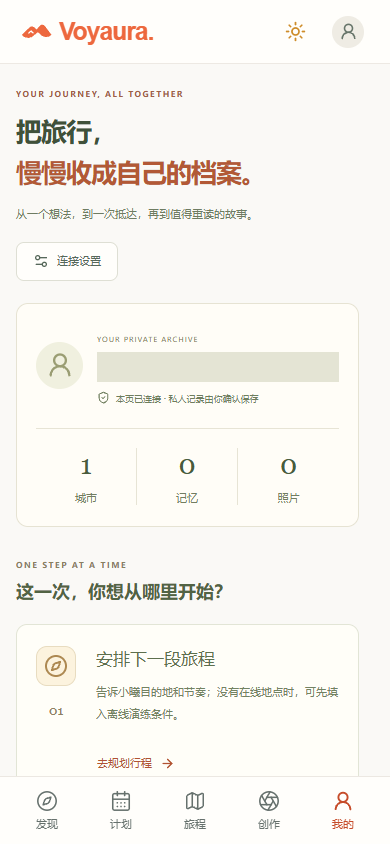 Voyaura.
YOUR JOURNEY, ALL TOGETHER
把旅行，
慢慢收成自己的档案。
从一个想法，到一次抵达，再到值得重读的故事。
连接设置
YOUR PRIVATE ARCHIVE
本页已连接 · 私人记录由你确认保存
1
0
0
城市
记忆
照片
ONE STEP AT A TIME
这一次，你想从哪里开始？
安排下一段旅程
告诉小瞳目的地和节奏；没有在线地点时，可先填
入离线演练条件。
01
去规划行程
发现
计划
旅程
创作
我的